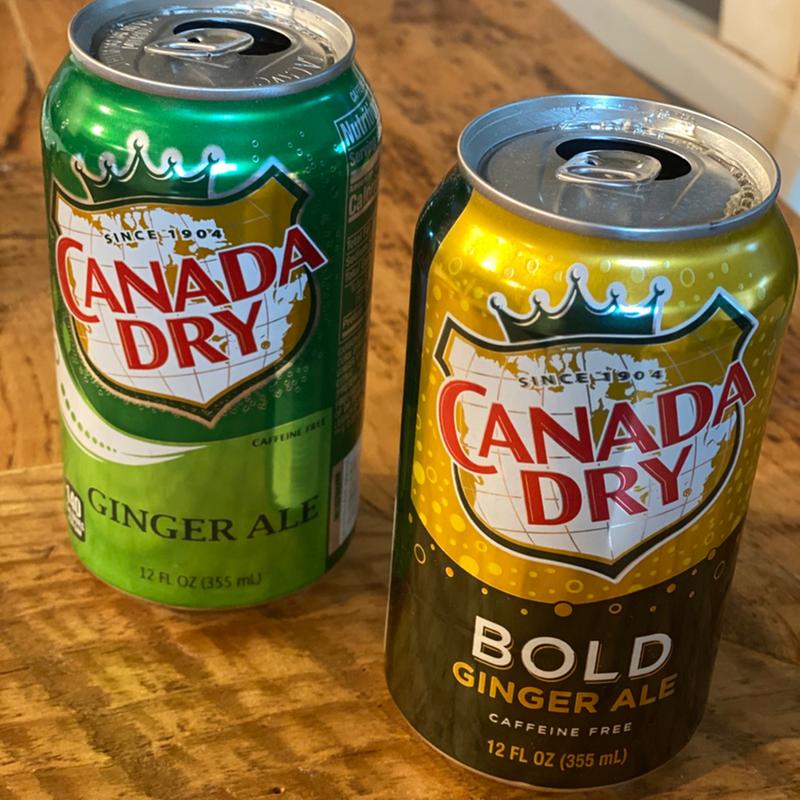 SINCE 1904
CANADA
DRY
CAFFEINE FREE
140
GINGER ALE
12 FL OZ (355 mL)
SINCE 1904
CANADA
DRY
BOLD
GINGER ALE
CAFFEINE FREE
12 FL OZ (355 mL)